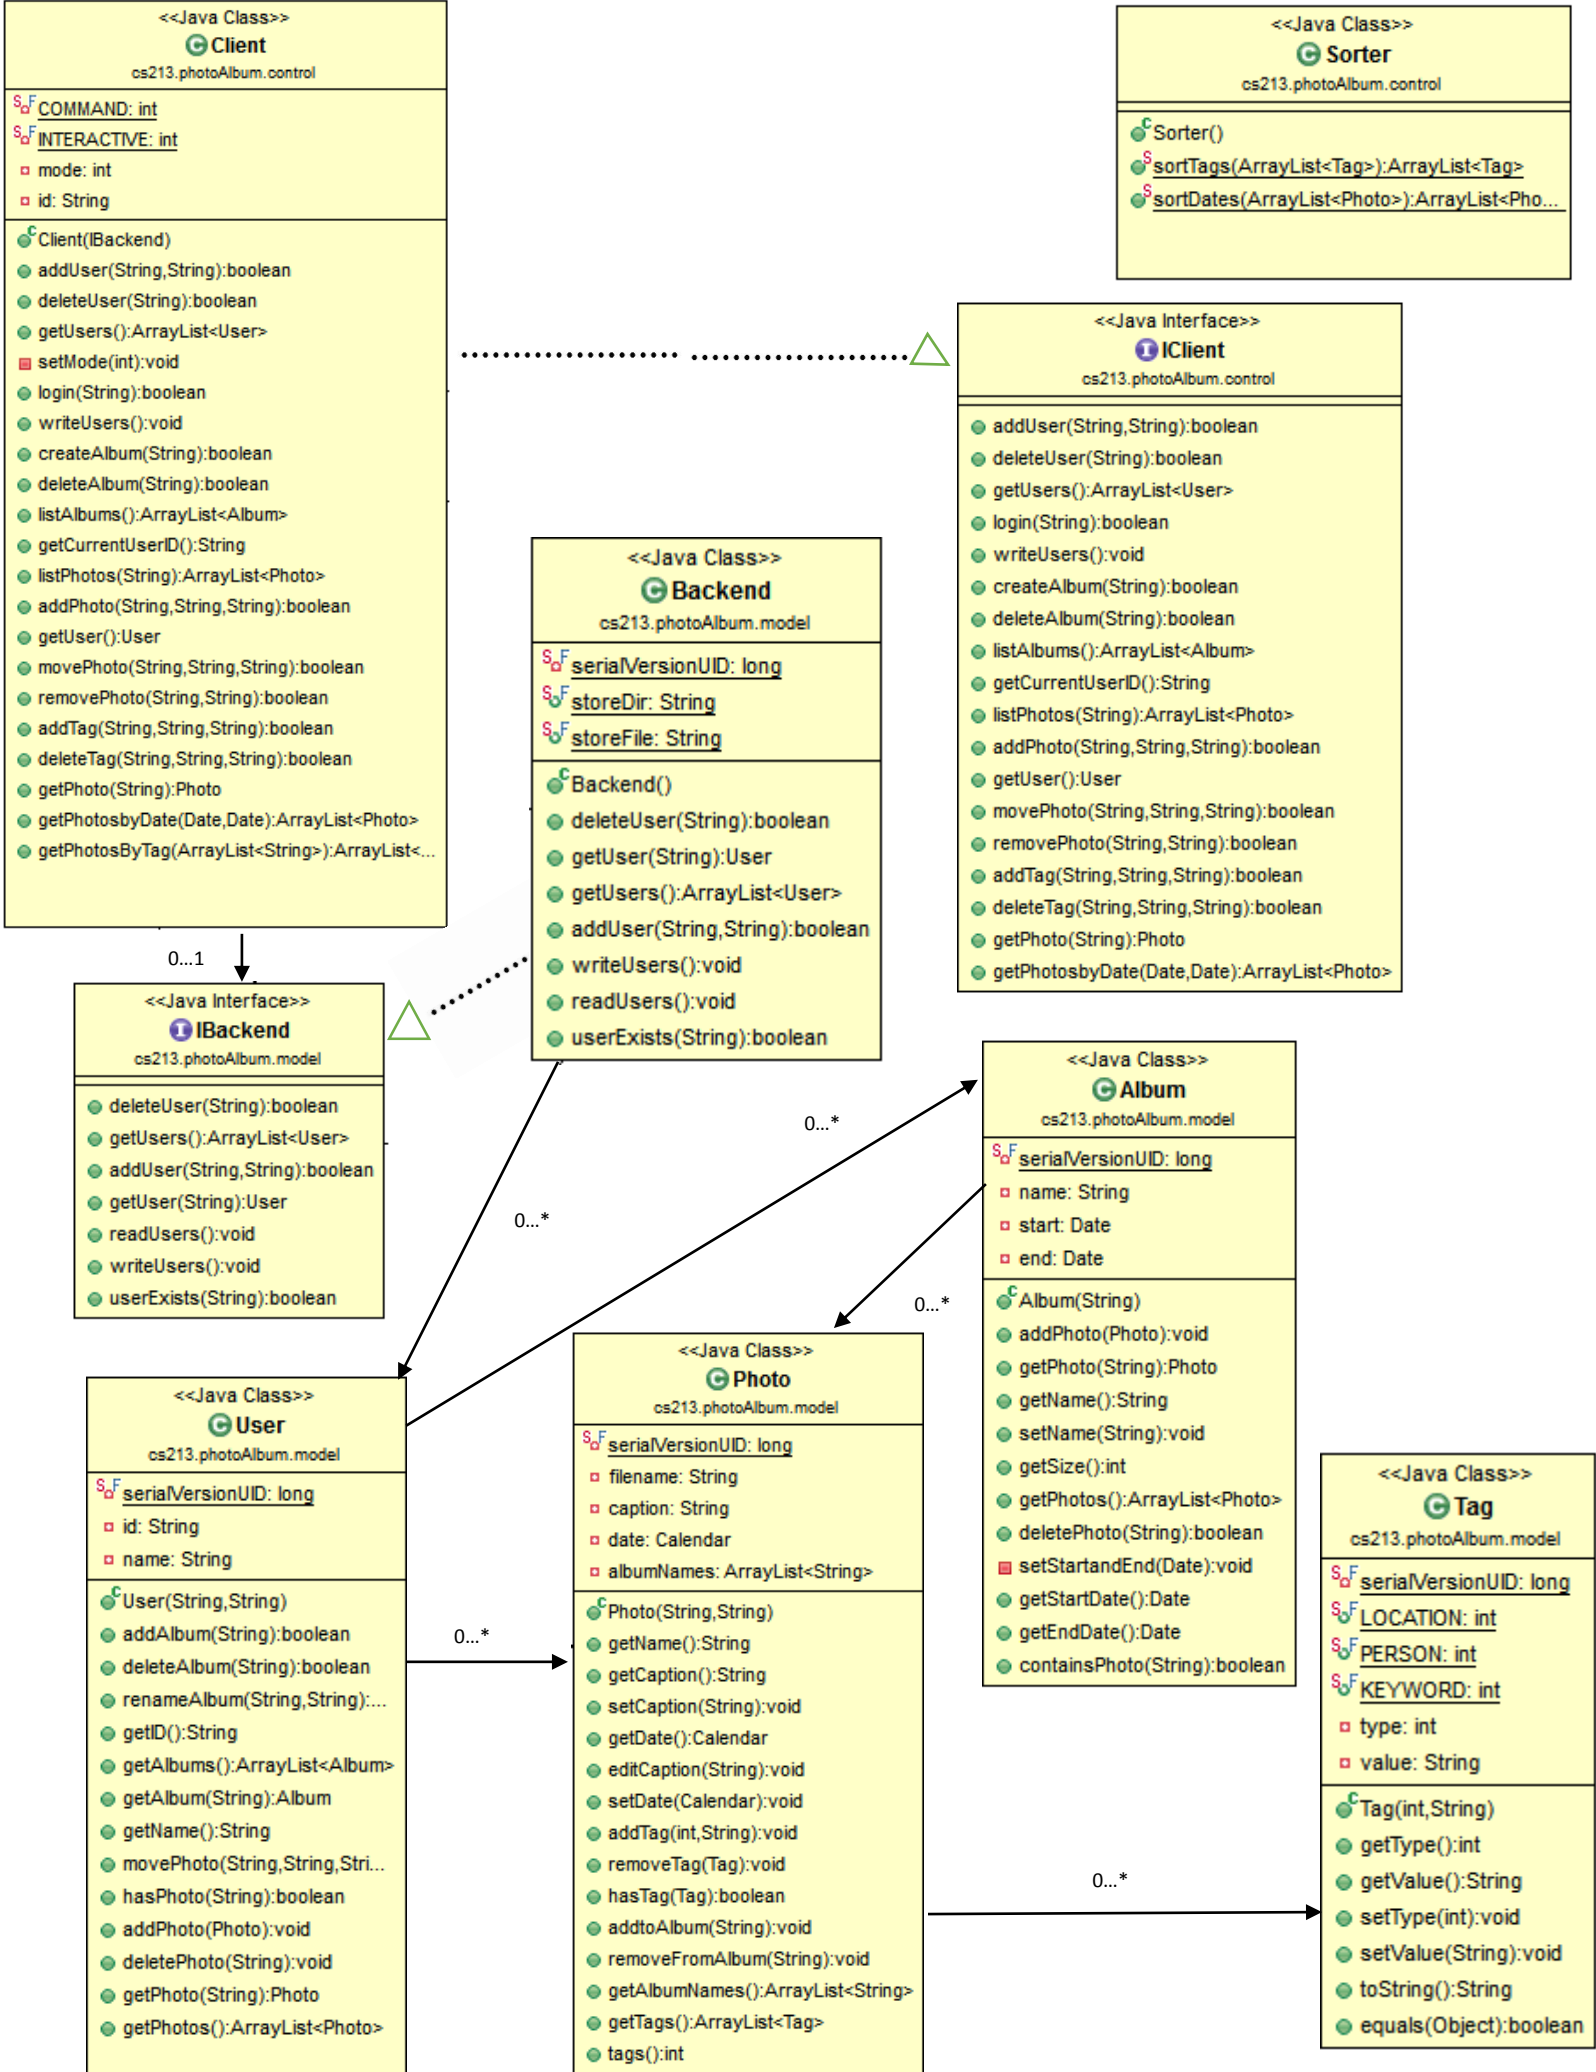 <<Java Class>>
Client
cs213.photoAlbum.control
COMMAND: int
INTERACTIVE: int
mode: int
id: String
Client(IBackend)
addUser(String,String):boolean
deleteUser(String):boolean
getUsers():ArrayList<User>
setMode(int):void
login(String):boolean
writeUsers():void
createAlbum(String):boolean
deleteAlbum(String):boolean
listAlbums():ArrayList<Album>
getCurrentUserID():String
listPhotos(String):ArrayList<Photo>
addPhoto(String,String,String):boolean
getUser():User
movePhoto(String,String,String):boolean
removePhoto(String,String):boolean
addTag(String,String,String):boolean
deleteTag(String,String,String):boolean
getPhoto(String):Photo
getPhotosbyDate(Date,Date):ArrayList<Photo>
getPhotosByTag(ArrayList<String>):ArrayList<...
<<Java Class>>
Sorter
cs213.photoAlbum.control
Sorter()
sortTags(ArrayList<Tag>):ArrayList<Tag>
sortDates(ArrayList<Photo>):ArrayList<Pho...
<<Java Interface>>
IClient
cs213.photoAlbum.control
addUser(String,String):boolean
deleteUser(String):boolean
getUsers():ArrayList<User>
login(String):boolean
writeUsers():void
createAlbum(String):boolean
deleteAlbum(String):boolean
listAlbums():ArrayList<Album>
getCurrentUserID():String
listPhotos(String):ArrayList<Photo>
addPhoto(String,String,String):boolean
getUser():User
movePhoto(String,String,String):boolean
removePhoto(String,String):boolean
addTag(String,String,String):boolean
deleteTag(String,String,String):boolean
getPhoto(String):Photo
getPhotosbyDate(Date,Date):ArrayList<Photo>
<<Java Class>>
Backend
cs213.photoAlbum.model
serialVersionUID: long
storeDir: String
storeFile: String
Backend()
deleteUser(String):boolean
getUser(String):User
getUsers():ArrayList<User>
addUser(String,String):boolean
writeUsers():void
readUsers():void
userExists(String):boolean
0...1
<<Java Interface>>
IBackend
cs213.photoAlbum.model
deleteUser(String):boolean
getUsers():ArrayList<User>
addUser(String,String):boolean
getUser(String):User
readUsers():void
writeUsers():void
userExists(String):boolean
0...*
0...*
0...*
<<Java Class>>
Album
cs213.photoAlbum.model
serialVersionUID: long
name: String
start: Date
end: Date
Album(String)
addPhoto(Photo):void
getPhoto(String):Photo
getName():String
setName(String):void
getSize():int
getPhotos():ArrayList<Photo>
deletePhoto(String):boolean
setStartandEnd(Date):void
getStartDate():Date
getEndDate():Date
containsPhoto(String):boolean
<<Java Class>>
User
cs213.photoAlbum.model
serialVersionUID: long
id: String
name: String
User(String,String)
addAlbum(String):boolean
deleteAlbum(String):boolean
renameAlbum(String,String):...
getID():String
getAlbums():ArrayList<Album>
getAlbum(String):Album
getName():String
movePhoto(String,String,Stri...
hasPhoto(String):boolean
addPhoto(Photo):void
deletePhoto(String):void
getPhoto(String):Photo
getPhotos():ArrayList<Photo>
0...*
<<Java Class>>
Photo
cs213.photoAlbum.model
serialVersionUID: long
filename: String
caption: String
date: Calendar
albumNames: ArrayList<String>
Photo(String,String)
getName():String
getCaption():String
setCaption(String):void
getDate():Calendar
editCaption(String):void
setDate(Calendar):void
addTag(int,String):void
removeTag(Tag):void
hasTag(Tag):boolean
addtoAlbum(String):void
removeFromAlbum(String):void
getAlbumNames():ArrayList<String>
getTags():ArrayList<Tag>
tags():int
0...*
<<Java Class>>
Tag
cs213.photoAlbum.model
serialVersionUID: long
LOCATION: int
PERSON: int
KEYWORD: int
type: int
value: String
Tag(int,String)
getType():int
getValue():String
setType(int):void
setValue(String):void
toString():String
equals(Object):boolean